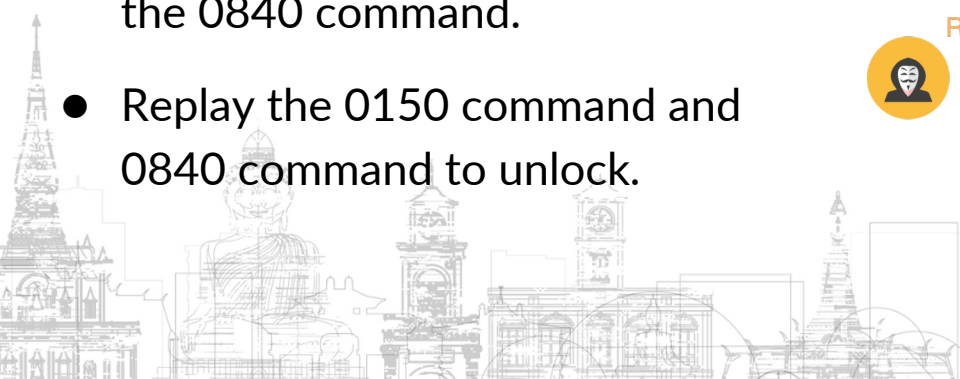 the 0840 command.
R
● Replay the 0150 command and
0840 command to unlock.